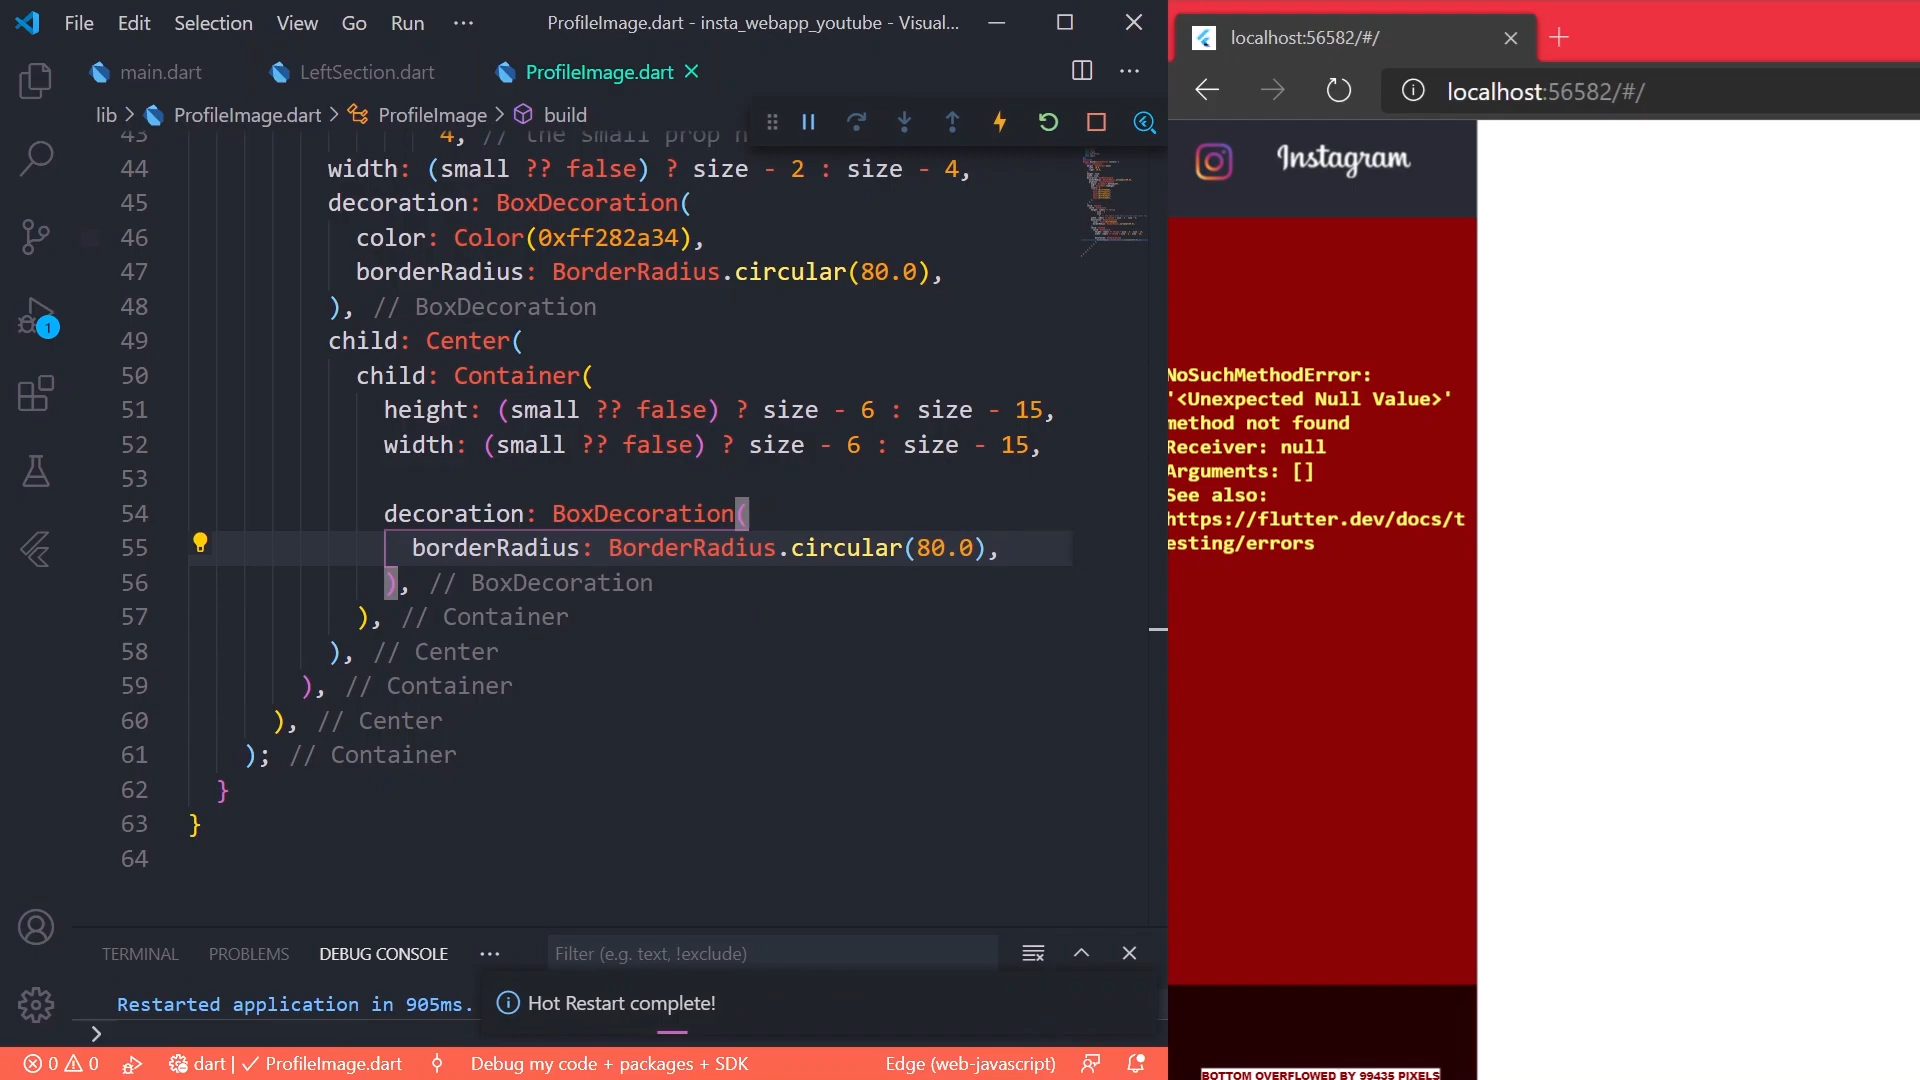 File Edit Selection View Go Run ··· ProfileImage.dart - insta_webapp_youtube - Visual...
main.dart LeftSection.dart ProfileImage.dart
lib > ProfileImage.dart > ProfileImage > build
43 4, // the small prop
44 width: (small ?? false) ? size - 2 : size - 4,
45 decoration: BoxDecoration(
46 color: Color(0xff282a34),
47 borderRadius: BorderRadius.circular(80.0),
48 ), // BoxDecoration
49 child: Center(
50 child: Container(
51 height: (small ?? false) ? size - 6 : size - 15,
52 width: (small ?? false) ? size - 6 : size - 15,
53
54 decoration: BoxDecoration(
55 borderRadius: BorderRadius.circular(80.0),
56 ), // BoxDecoration
57 ), // Container
58 ), // Center
59 ), // Container
60 ), // Center
61 ); // Container
62 }
63 }
64
1
TERMINAL PROBLEMS DEBUG CONSOLE ··· Filter (e.g. text, !exclude)
Restarted application in 905ms.
Hot Restart complete!
>
0 0 dart | ✓ ProfileImage.dart Debug my code + packages + SDK Edge (web-javascript)
localhost:56582/#/
localhost:56582/#/
Instagram
NoSuchMethodError:
'<Unexpected Null Value>'
method not found
Receiver: null
Arguments: []
See also:
https://flutter.dev/docs/t
esting/errors
BOTTOM OVERFLOWED BY 99435 PIXELS